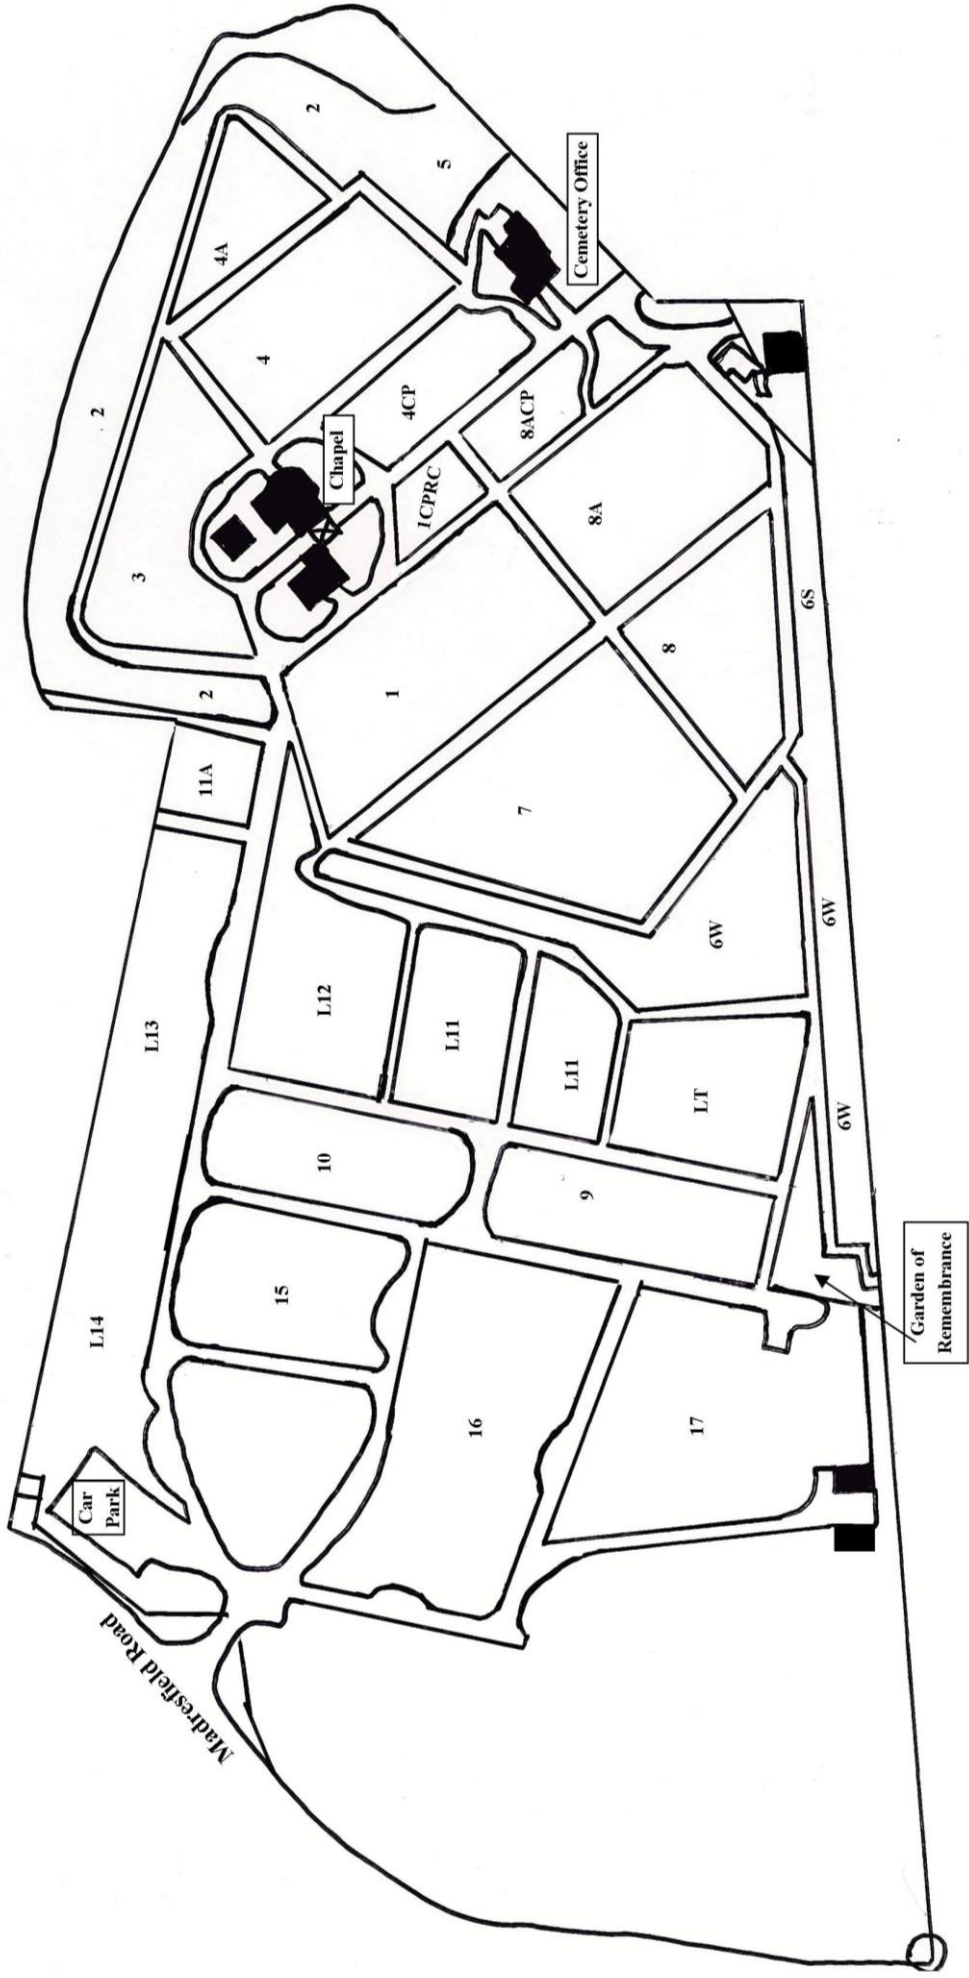 Madresfield Road
Car
Park
L14
L13
11A
2
2
2
3
4A
4
5
Chapel
4CP
Cemetery Office
1CPRC
8ACP
8A
1
8
6S
7
6W
6W
6W
L12
L11
L11
LT
10
9
15
16
17
Garden of
Remembrance